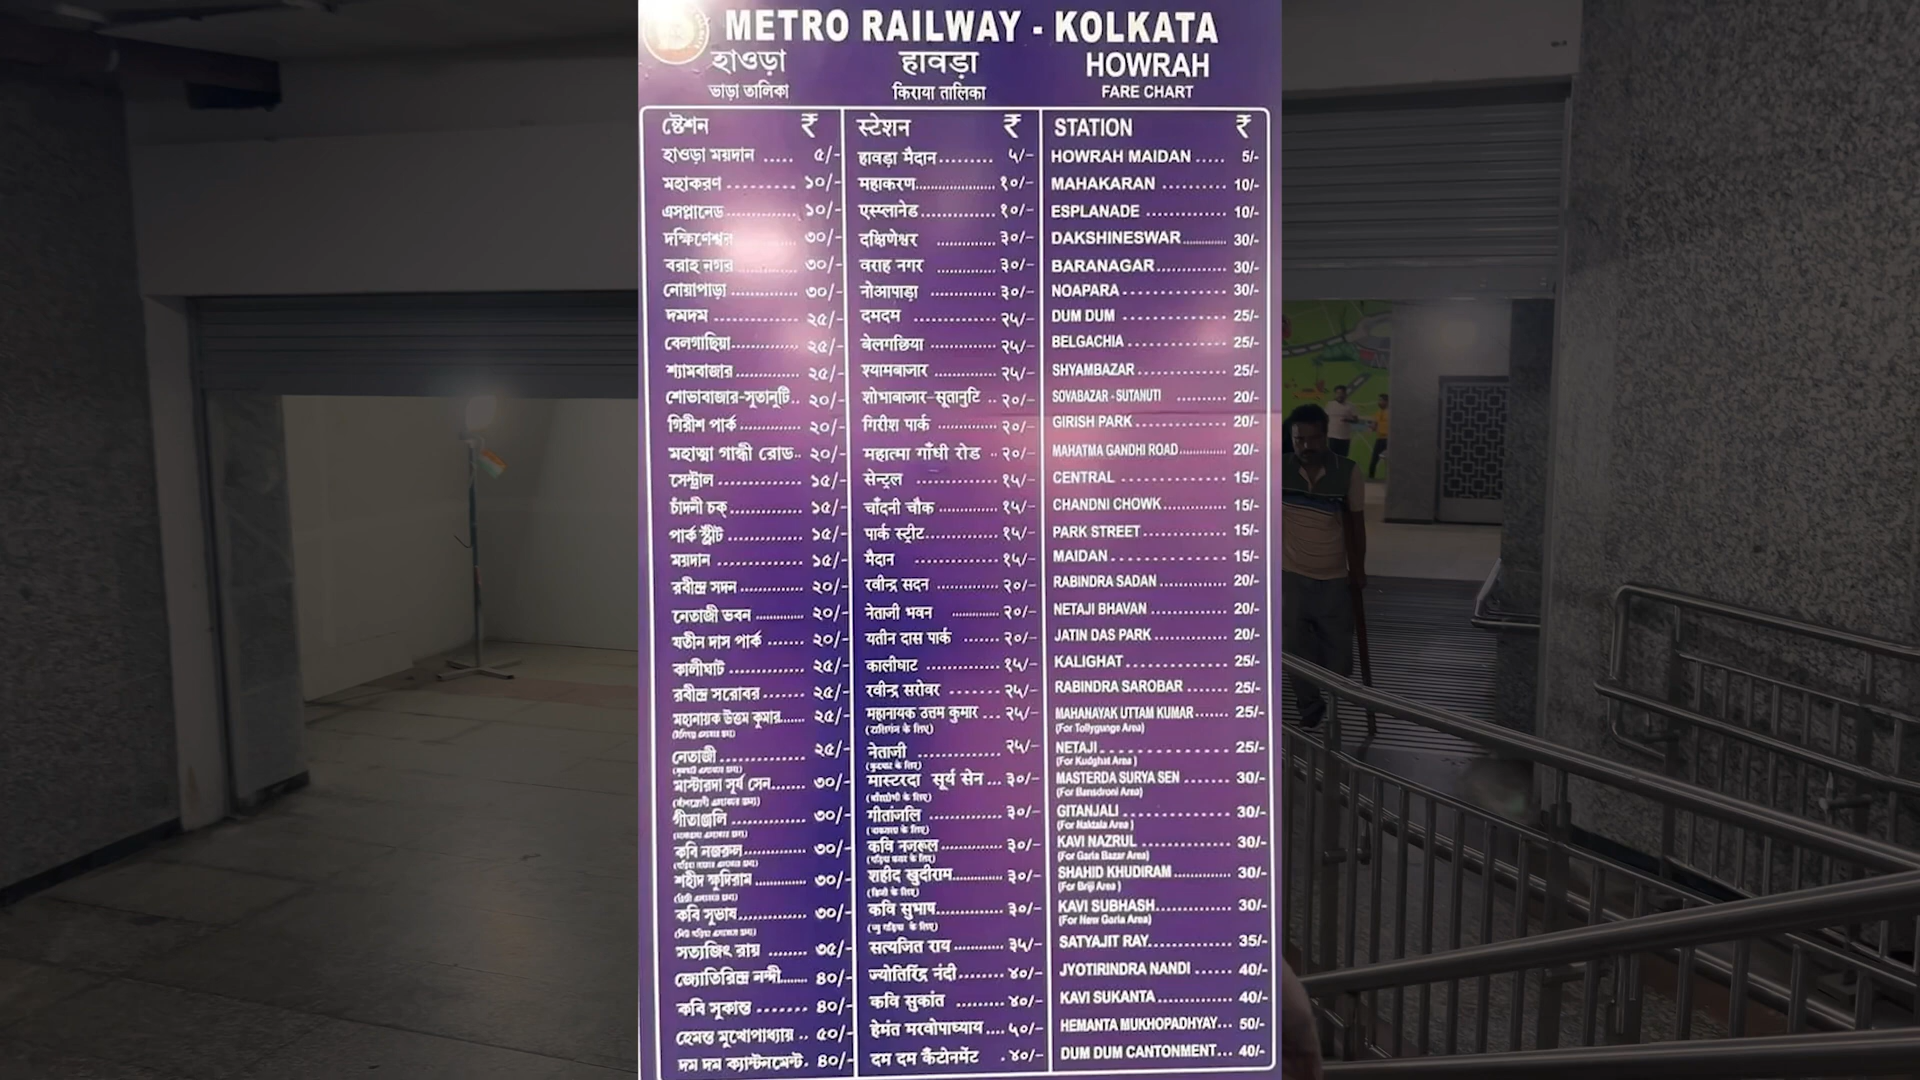 METRO RAILWAY - KOLKATA
হাওড়া हावड़ा HOWRAH
ভাড়া তালিকা किराया तालिका FARE CHART
স্টেশন ₹ स्टेशन ₹ STATION ₹
হাওড়া ময়দান ..... ৫/- हावड़ा मैदान ......... ५/- HOWRAH MAIDAN ..... 5/-
মহাকরণ .......... ১০/- महाकरण .......... १०/- MAHAKARAN .......... 10/-
এসপ্লানেড .......... ১০/- एस्प्लानेड .......... १०/- ESPLANADE .......... 10/-
দক্ষিণেশ্বর .......... ৩০/- दक्षिणेश्वर .......... ३०/- DAKSHINESWAR .......... 30/-
বরাহ নগর .......... ৩০/- वराह नगर .......... ३०/- BARANAGAR .......... 30/-
নোয়াপাড়া .......... ৩০/- नोआपाड़ा .......... ३०/- NOAPARA .......... 30/-
দমদম .......... ২৫/- दमदम .......... २५/- DUM DUM .......... 25/-
বেলগাছিয়া .......... ২৫/- बेलगछिया .......... २५/- BELGACHIA .......... 25/-
শ্যামবাজার .......... ২৫/- श्यामबाजार .......... २५/- SHYAMBAZAR .......... 25/-
শোভাবাজার-সুতানুটি.. ২০/- शोभाबाजार-सूतानुटि .. २०/- SOVABAZAR - SUTANUTI .......... 20/-
গিরীশ পার্ক .......... ২০/- गिरीश पार्क .......... २०/- GIRISH PARK .......... 20/-
মহাত্মা গান্ধী রোড.. ২০/- महात्मा गाँधी रोड .. २०/- MAHATMA GANDHI ROAD .......... 20/-
সেন্ট্রাল .......... ১৫/- सेन्ट्रल .......... १५/- CENTRAL .......... 15/-
চাঁদনী চক্ .......... ১৫/- चाँदनी चौक .......... १५/- CHANDNI CHOWK .......... 15/-
পার্ক স্ট্রীট .......... ১৫/- पार्क स्ट्रीट .......... १५/- PARK STREET .......... 15/-
ময়দান .......... ১৫/- मैदान .......... १५/- MAIDAN .......... 15/-
রবীন্দ্র সদন .......... ২০/- रवीन्द्र सदन .......... २०/- RABINDRA SADAN .......... 20/-
নেতাজী ভবন .......... ২০/- नेताजी भवन .......... २०/- NETAJI BHAVAN .......... 20/-
যতীন দাস পার্ক ....... ২০/- यतीन दास पार्क ....... २०/- JATIN DAS PARK .......... 20/-
কালীঘাট .......... ২৫/- कालीघाट .......... १५/- KALIGHAT .......... 25/-
রবীন্দ্র সরোবর ....... ২৫/- रवीन्द्र सरोवर ....... २५/- RABINDRA SAROBAR ....... 25/-
মহানায়ক উত্তম কুমার...... ২৫/- महानायक उत्तम कुमार ... २५/- MAHANAYAK UTTAM KUMAR...... 25/-
(For Tollygunge Area)
নেতাজী .......... ২৫/- नेताजी .......... २५/- NETAJI .......... 25/-
(For Kudghat Area )
মাস্টারদা সূর্য সেন....... ৩০/- मास्टरदा सूर्य सेन ... ३०/- MASTERDA SURYA SEN ....... 30/-
(For Bansdroni Area)
গীতাঞ্জলি .......... ৩০/- गीतांजलि .......... ३०/- GITANJALI .......... 30/-
(For Naktala Area )
কবি নজরুল .......... ৩০/- कवि नजरूल .......... ३०/- KAVI NAZRUL .......... 30/-
(For Garia Bazar Area)
শহীদ ক্ষুদিরাম .......... ৩০/- शहीद खुदीराम .......... ३०/- SHAHID KHUDIRAM .......... 30/-
(For Briji Area )
কবি সুভাষ .......... ৩০/- कवि सुभाष .......... ३०/- KAVI SUBHASH .......... 30/-
(For New Garia Area)
সত্যজিৎ রায় ........ ৩৫/- सत्यजित राय .......... ३५/- SATYAJIT RAY .......... 35/-
জ্যোতিরিন্দ্র নন্দী...... ৪০/- ज्योतिरिंद्र नंदी........ ४०/- JYOTIRINDRA NANDI ...... 40/-
কবি সুকান্ত ....... ৪০/- कवि सुकांत ......... ४०/- KAVI SUKANTA .......... 40/-
হেমন্ত মুখোপাধ্যায় .. ৫০/- हेमंत मरवोपाध्याय .... ५०/- HEMANTA MUKHOPADHYAY... 50/-
দম দম ক্যান্টনমেন্ট. ৪০/- दम दम कैंटोनमेंट . ४०/- DUM DUM CANTONMENT... 40/-